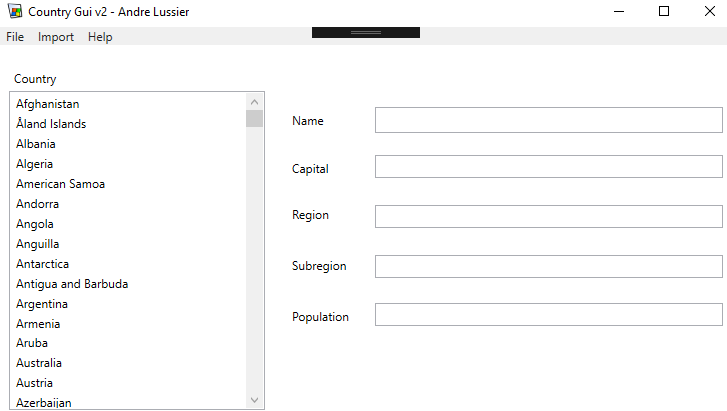 Country Gui v2 - Andre Lussier
File Import Help
Country
Afghanistan
Åland Islands
Albania
Algeria
American Samoa
Andorra
Angola
Anguilla
Antarctica
Antigua and Barbuda
Argentina
Armenia
Aruba
Australia
Austria
Azerbaijan
Name
Capital
Region
Subregion
Population